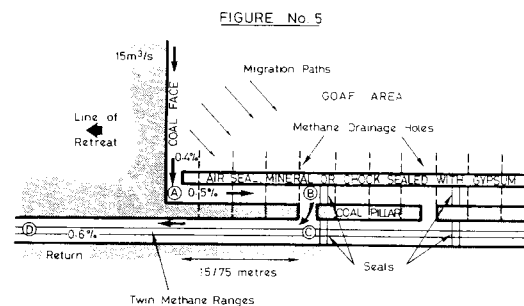 FIGURE No. 5
15m³/s
Migration Paths
COAL FACE
GOAF AREA
Line of
Retreat
Methane Drainage Holes
0.4%
AIR SEAL, MINERAL OR CHOCK SEALED WITH GYPSUM
A
0.5%
B
COAL PILLAR
D
0.6%
C
Return
Seals
75 metres
Twin Methane Ranges